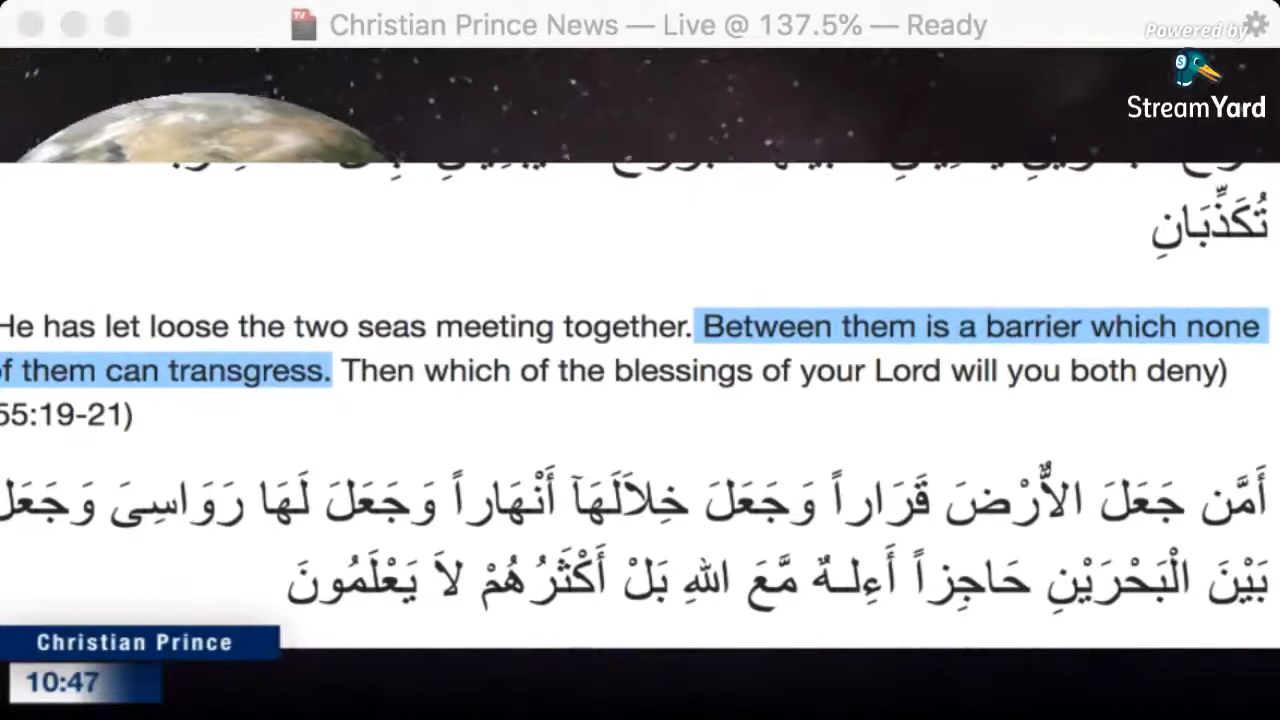 Christian Prince News — Live @ 137.5% — Ready
Powered by
StreamYard
تُكَذِّبَانِ
He has let loose the two seas meeting together. Between them is a barrier which none
of them can transgress. Then which of the blessings of your Lord will you both deny)
55:19-21)
أَمَّن جَعَلَ الاٌّرْضَ قَرَاراً وَجَعَلَ خِلاَلَهَآ أَنْهَاراً وَجَعَلَ لَهَا رَوَاسِىَ وَجَعَلَ
بَيْنَ الْبَحْرَيْنِ حَاجِزاً أَءِلـهٌ مَّعَ اللهِ بَلْ أَكْثَرُهُمْ لاَ يَعْلَمُونَ
Christian Prince
10:47